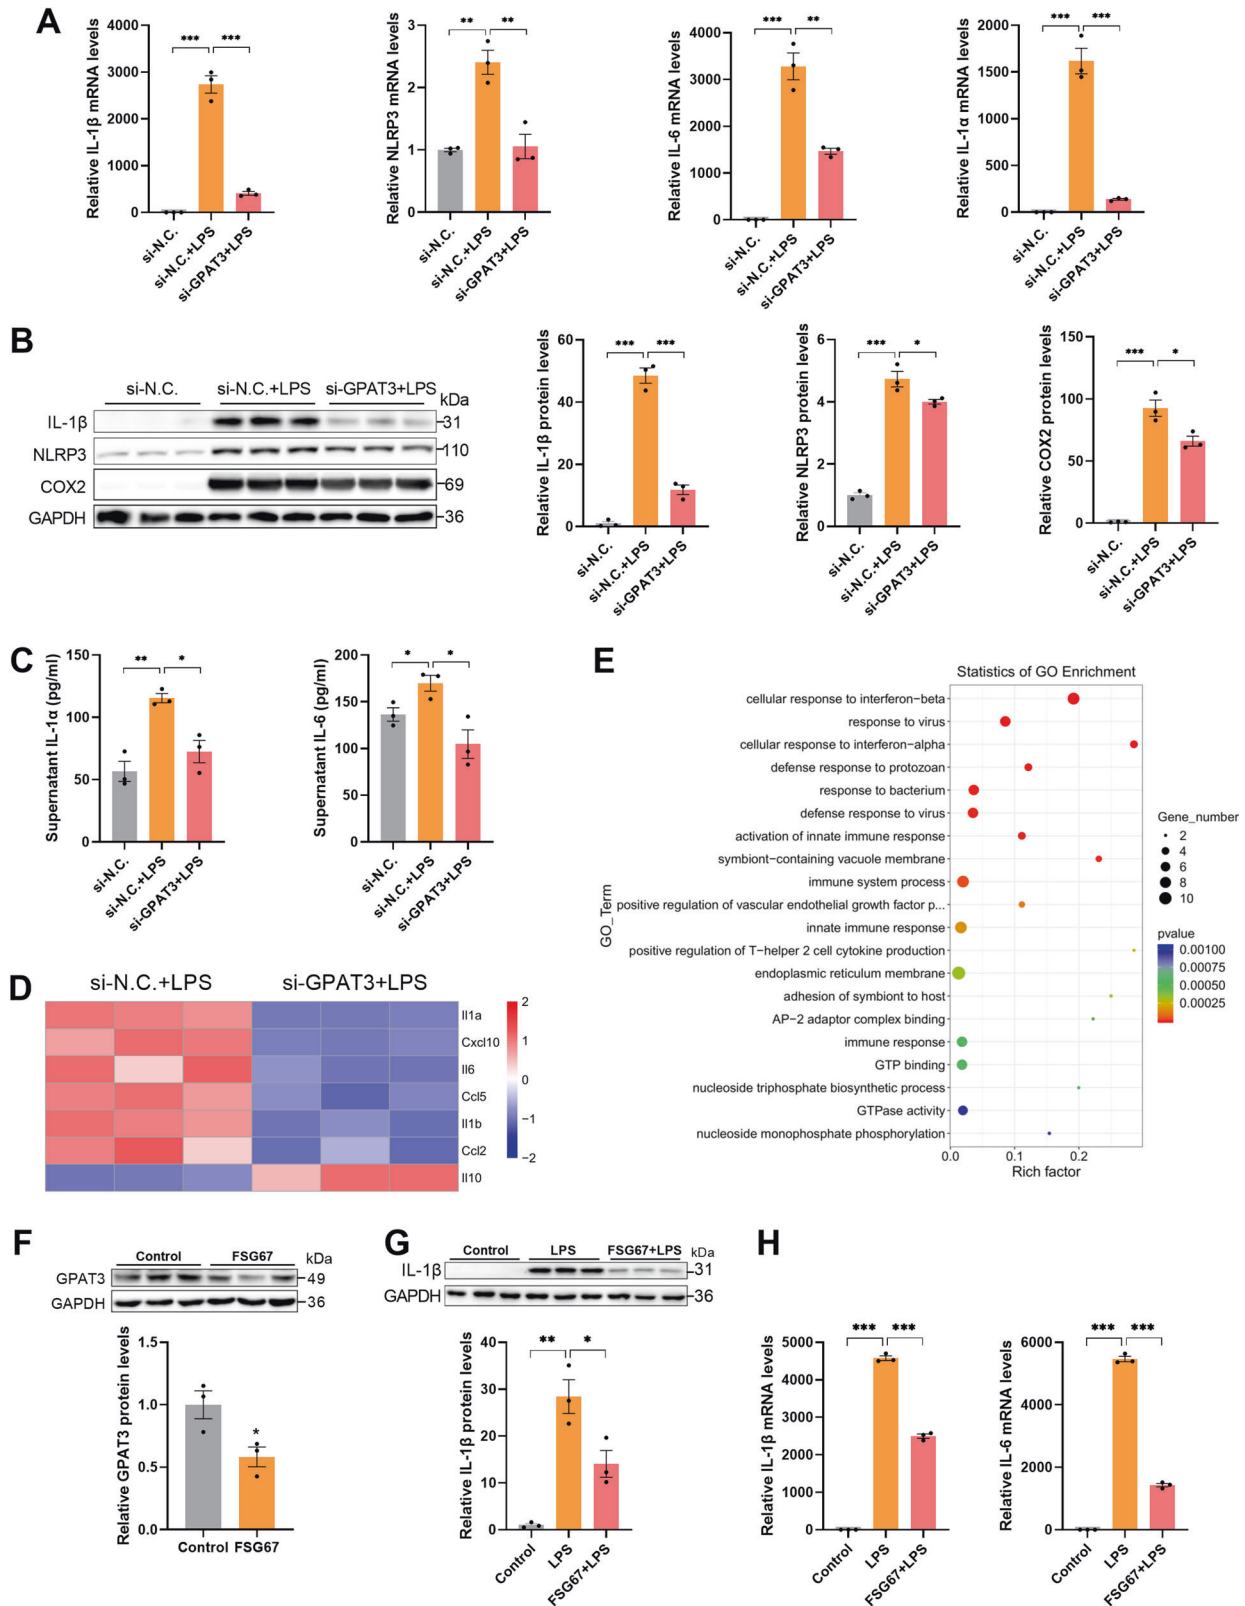 A
Relative IL-1β mRNA levels
4000
3000
2000
1000
0
*** ***
si-N.C.
si-N.C.+LPS
si-GPAT3+LPS
Relative NLRP3 mRNA levels
3
2
1
0
** **
si-N.C.
si-N.C.+LPS
si-GPAT3+LPS
Relative IL-6 mRNA levels
4000
3000
2000
1000
0
*** **
si-N.C.
si-N.C.+LPS
si-GPAT3+LPS
Relative IL-1α mRNA levels
2000
1500
1000
500
0
*** ***
si-N.C.
si-N.C.+LPS
si-GPAT3+LPS
B
si-N.C. si-N.C.+LPS si-GPAT3+LPS
kDa
IL-1β 31
NLRP3 110
COX2 69
GAPDH 36
Relative IL-1β protein levels
60
40
20
0
*** ***
si-N.C.
si-N.C.+LPS
si-GPAT3+LPS
Relative NLRP3 protein levels
6
4
2
0
*** *
si-N.C.
si-N.C.+LPS
si-GPAT3+LPS
Relative COX2 protein levels
150
100
50
0
*** *
si-N.C.
si-N.C.+LPS
si-GPAT3+LPS
C
Supernatant IL-1α (pg/ml)
150
100
50
0
** *
si-N.C.
si-N.C.+LPS
si-GPAT3+LPS
Supernatant IL-6 (pg/ml)
200
150
100
50
0
* *
si-N.C.
si-N.C.+LPS
si-GPAT3+LPS
D
si-N.C.+LPS si-GPAT3+LPS
Il1a
Cxcl10
Il6
Ccl5
Il1b
Ccl2
Il10
2
1
0
−1
−2
E
Statistics of GO Enrichment
GO_Term
cellular response to interferon−beta
response to virus
cellular response to interferon−alpha
defense response to protozoan
response to bacterium
defense response to virus
activation of innate immune response
symbiont−containing vacuole membrane
immune system process
positive regulation of vascular endothelial growth factor p...
innate immune response
positive regulation of T−helper 2 cell cytokine production
endoplasmic reticulum membrane
adhesion of symbiont to host
AP−2 adaptor complex binding
immune response
GTP binding
nucleoside triphosphate biosynthetic process
GTPase activity
nucleoside monophosphate phosphorylation
0.0 0.1 0.2
Rich factor
Gene_number
2
4
6
8
10
pvalue
0.00100
0.00075
0.00050
0.00025
F
Control FSG67 kDa
GPAT3 49
GAPDH 36
Relative GPAT3 protein levels
1.5
1.0
0.5
0.0
*
Control FSG67
G
Control LPS FSG67+LPS kDa
IL-1β 31
GAPDH 36
Relative IL-1β protein levels
40
30
20
10
0
** *
Control
LPS
FSG67+LPS
H
Relative IL-1β mRNA levels
5000
4000
3000
2000
1000
0
*** ***
Control
LPS
FSG67+LPS
Relative IL-6 mRNA levels
8000
6000
4000
2000
0
*** ***
Control
LPS
FSG67+LPS